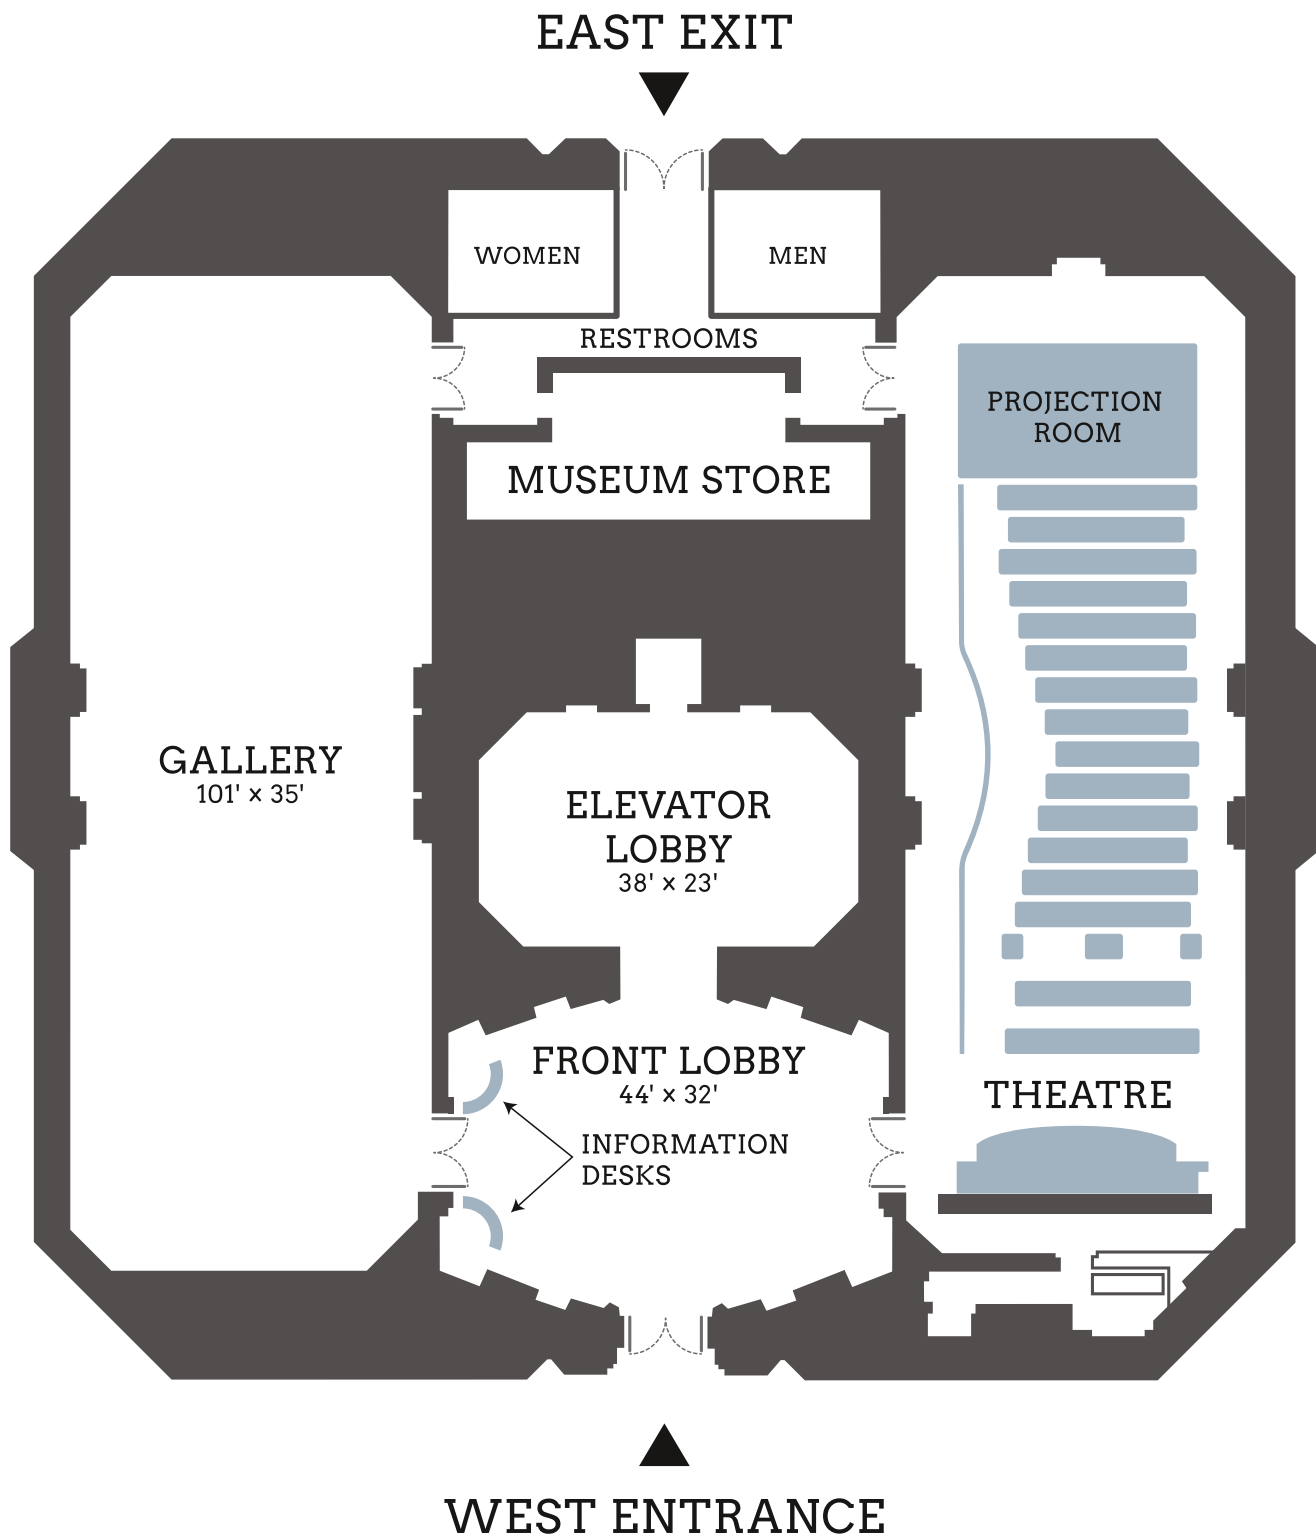 EAST EXIT
WOMEN
MEN
RESTROOMS
PROJECTION
ROOM
MUSEUM STORE
GALLERY
101' × 35'
ELEVATOR
LOBBY
38' × 23'
FRONT LOBBY
44' × 32'
THEATRE
INFORMATION
DESKS
WEST ENTRANCE